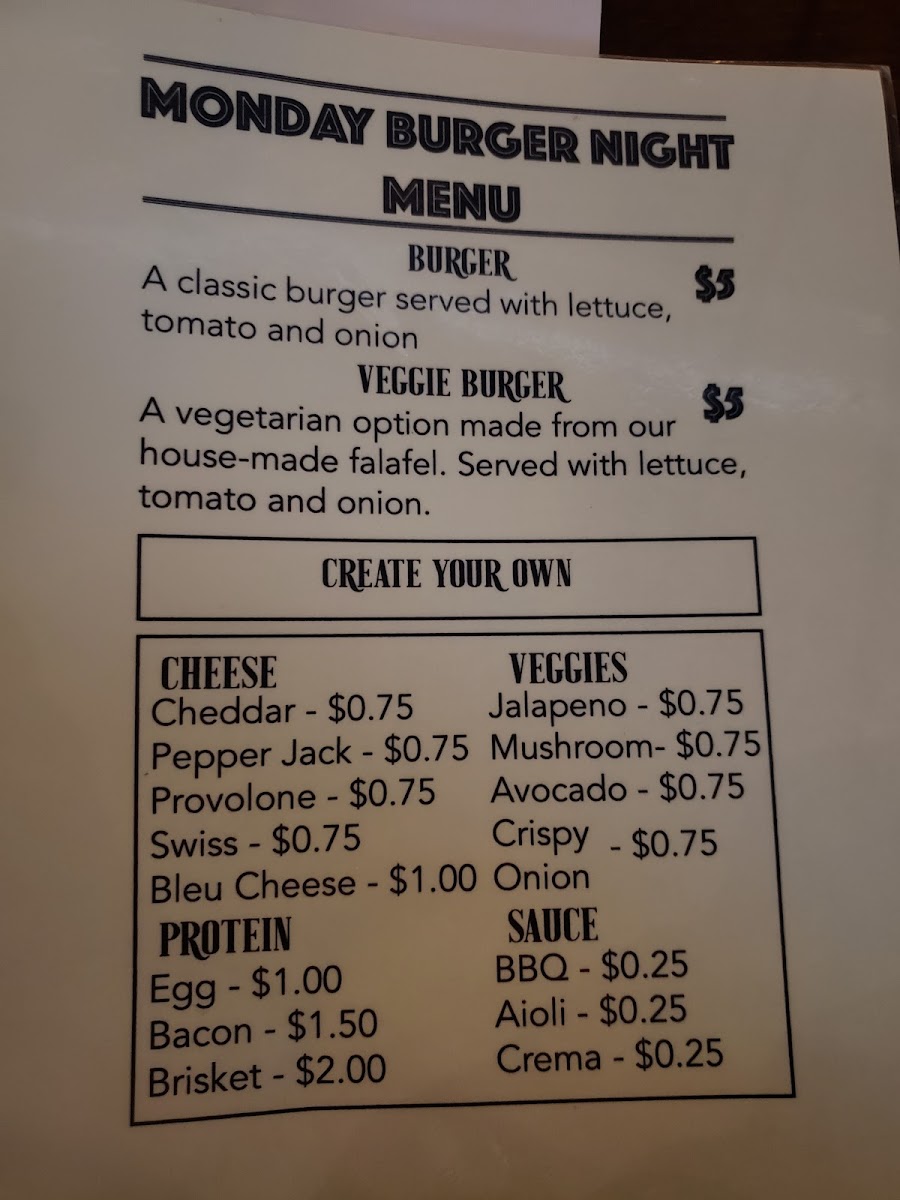 MONDAY BURGER NIGHT
MENU
BURGER
$5
A classic burger served with lettuce,
tomato and onion
VEGGIE BURGER
$5
A vegetarian option made from our
house-made falafel. Served with lettuce,
tomato and onion.
CREATE YOUR OWN
CHEESE
Cheddar - $0.75
Pepper Jack - $0.75
Provolone - $0.75
Swiss - $0.75
Bleu Cheese - $1.00
VEGGIES
Jalapeno - $0.75
Mushroom- $0.75
Avocado - $0.75
Crispy - $0.75
Onion
PROTEIN
Egg - $1.00
Bacon - $1.50
Brisket - $2.00
SAUCE
BBQ - $0.25
Aioli - $0.25
Crema - $0.25